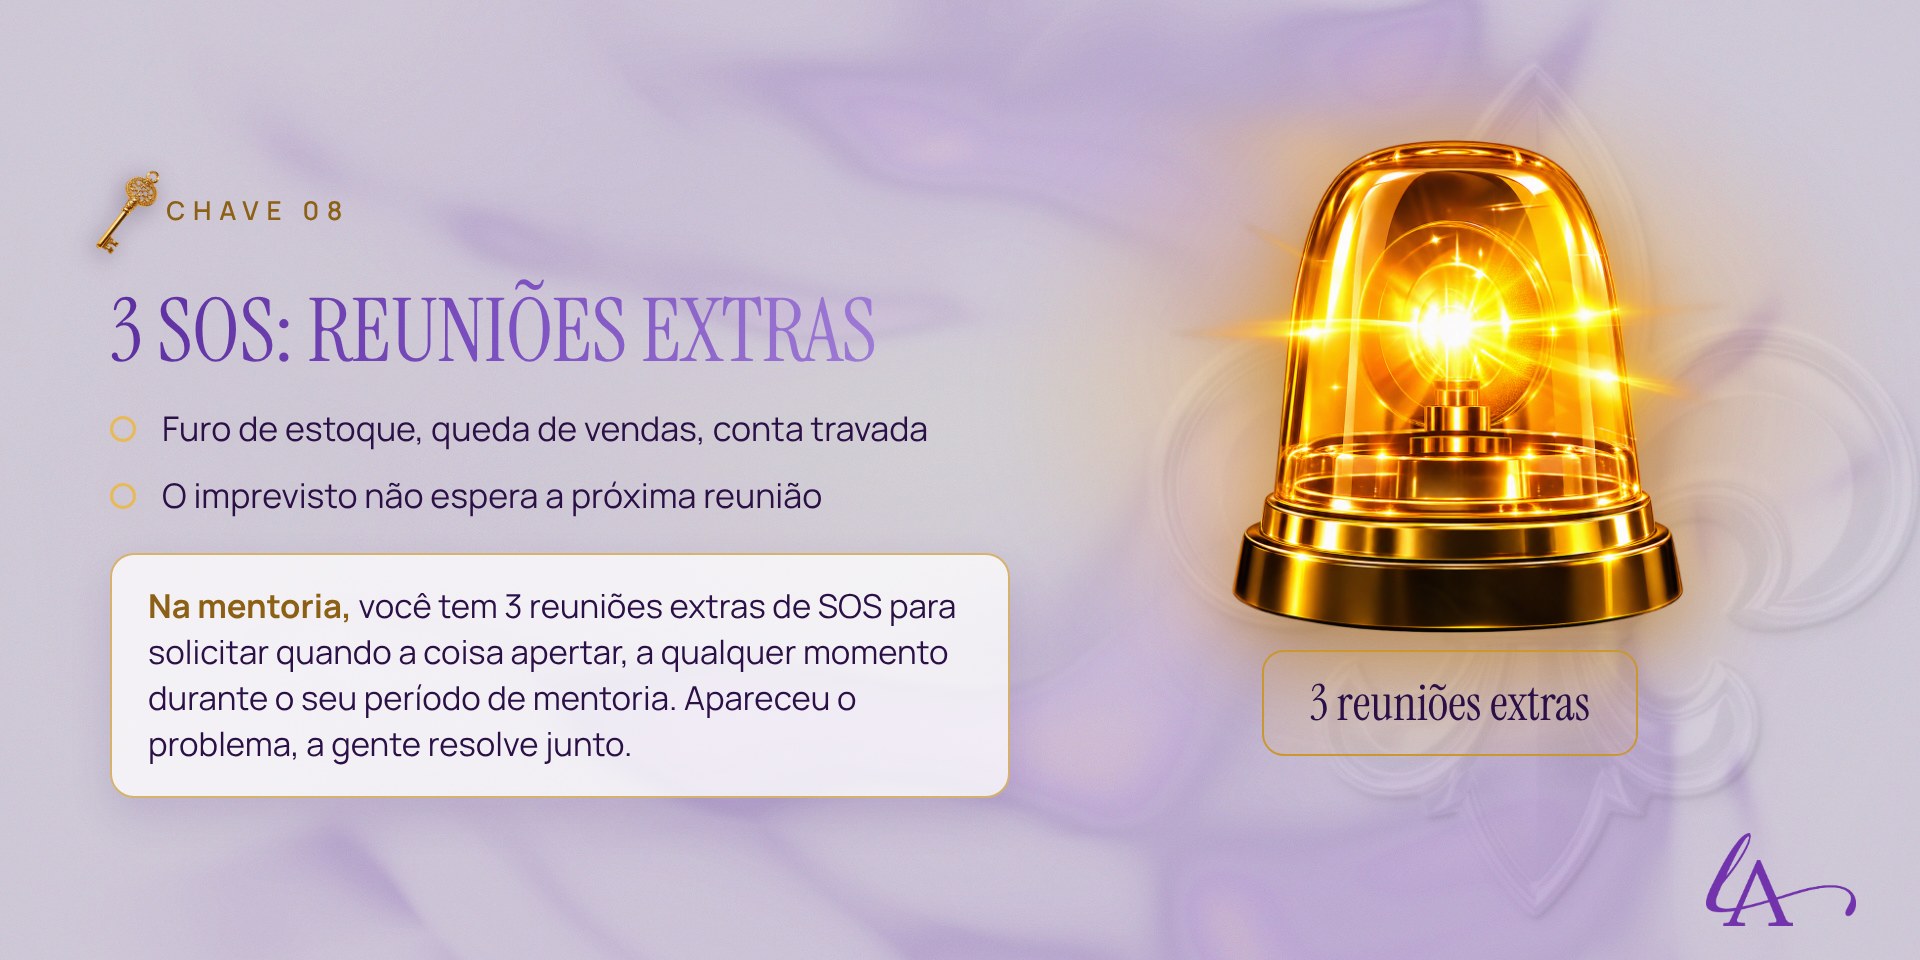 CHAVE 08
3 SOS: REUNIÕES EXTRAS
Furo de estoque, queda de vendas, conta travada
O imprevisto não espera a próxima reunião
Na mentoria, você tem 3 reuniões extras de SOS para
solicitar quando a coisa apertar, a qualquer momento
durante o seu período de mentoria. Apareceu o
problema, a gente resolve junto.
3 reuniões extras
lA